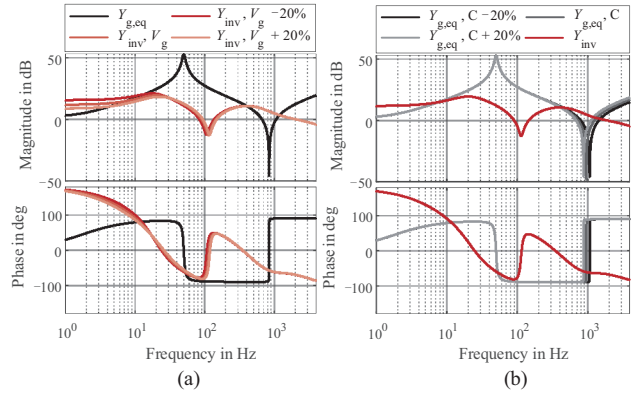 Y_g,eq
Y_inv, V_g −20%
Y_inv, V_g
Y_inv, V_g + 20%
50
0
−50
Magnitude in dB
100
0
−100
Phase in deg
10^0 10^1 10^2 10^3
Frequency in Hz
(a)
Y_g,eq, C −20%
Y_g,eq, C
Y_g,eq, C + 20%
Y_inv
50
0
−50
Magnitude in dB
100
0
−100
Phase in deg
10^0 10^1 10^2 10^3
Frequency in Hz
(b)